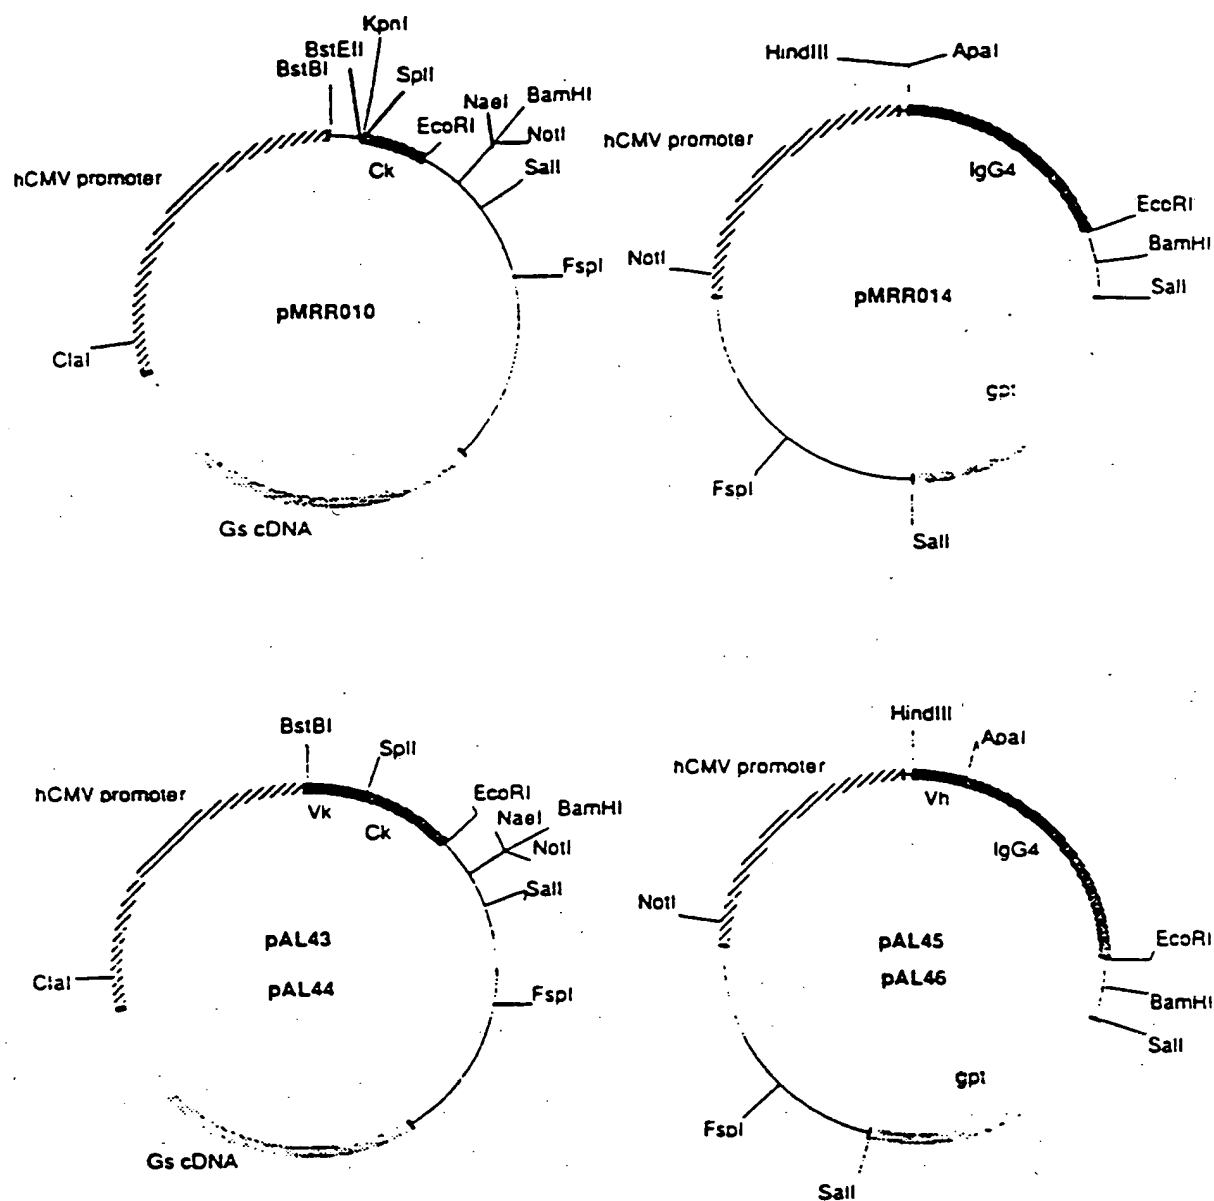 KpnI
BstEII
BstBI
SplI
NaeI
BamHI
EcoRI
NotI
SalI
Ck
hCMV promoter
FspI
pMRR010
ClaI
Gs cDNA
HindIII
ApaI
hCMV promoter
IgG4
EcoRI
BamHI
NotI
SalI
pMRR014
gpt
FspI
SalI
BstBI
SplI
hCMV promoter
EcoRI
BamHI
NaeI
Vk
Ck
NotI
SalI
pAL43
ClaI
pAL44
FspI
Gs cDNA
HindIII
ApaI
hCMV promoter
Vh
IgG4
NotI
pAL45
EcoRI
pAL46
BamHI
SalI
gpt
FspI
SalI